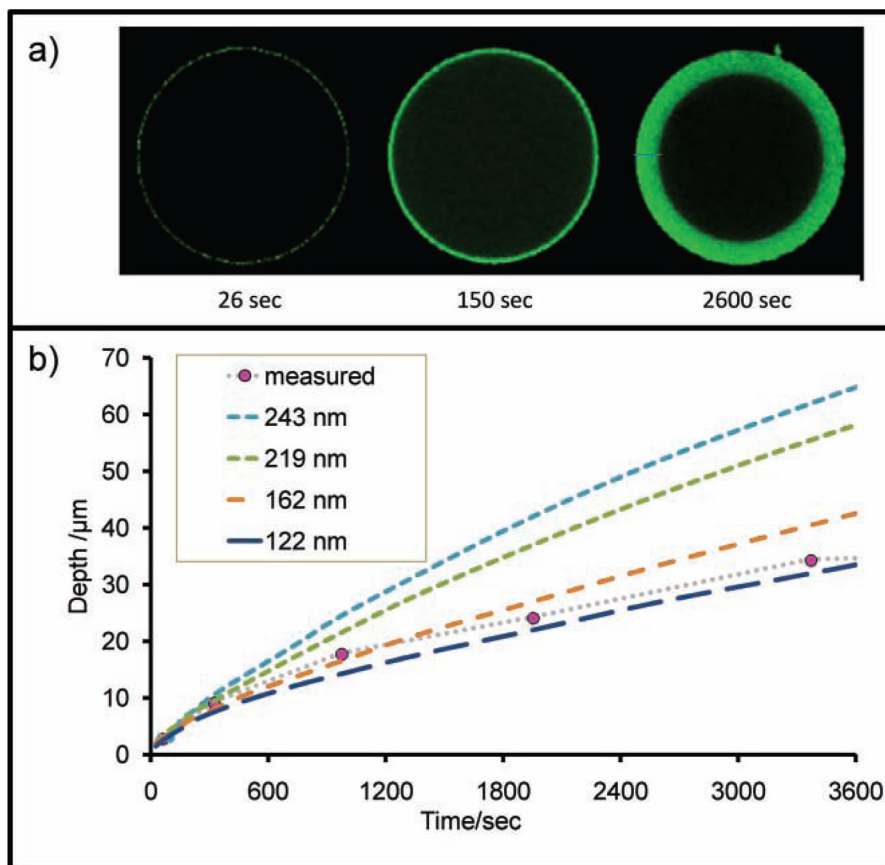 a)
26 sec 150 sec 2600 sec
b)
70
60
50
40
30
20
10
0
Depth /µm
measured
243 nm
219 nm
162 nm
122 nm
0 600 1200 1800 2400 3000 3600
Time/sec